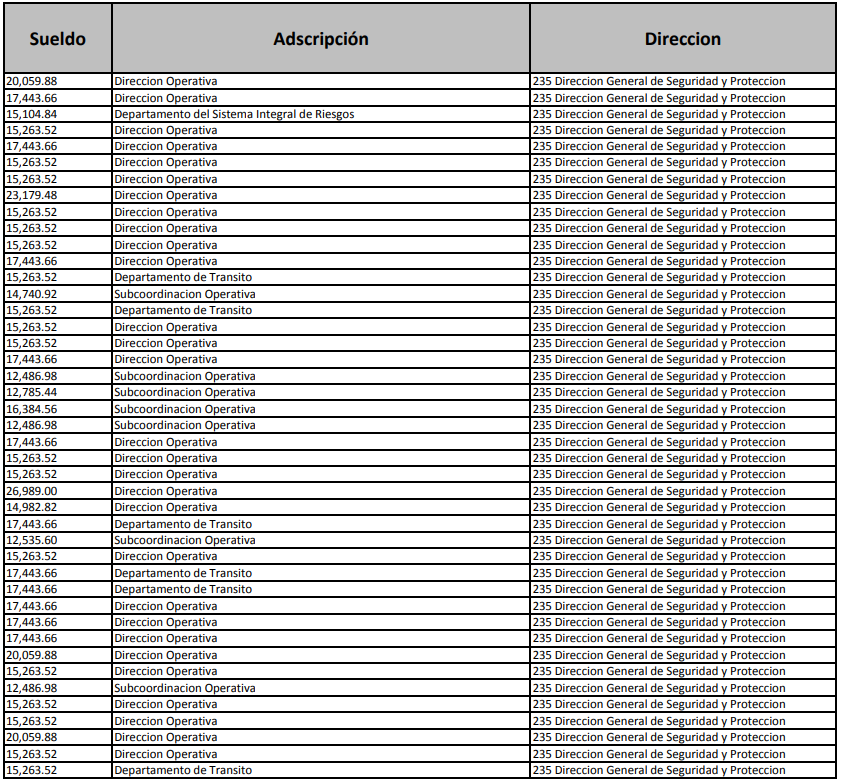 Sueldo Adscripción Direccion
20,059.88 Direccion Operativa 235 Direccion General de Seguridad y Proteccion
17,443.66 Direccion Operativa 235 Direccion General de Seguridad y Proteccion
15,104.84 Departamento del Sistema Integral de Riesgos 235 Direccion General de Seguridad y Proteccion
15,263.52 Direccion Operativa 235 Direccion General de Seguridad y Proteccion
17,443.66 Direccion Operativa 235 Direccion General de Seguridad y Proteccion
15,263.52 Direccion Operativa 235 Direccion General de Seguridad y Proteccion
15,263.52 Direccion Operativa 235 Direccion General de Seguridad y Proteccion
23,179.48 Direccion Operativa 235 Direccion General de Seguridad y Proteccion
15,263.52 Direccion Operativa 235 Direccion General de Seguridad y Proteccion
15,263.52 Direccion Operativa 235 Direccion General de Seguridad y Proteccion
15,263.52 Direccion Operativa 235 Direccion General de Seguridad y Proteccion
17,443.66 Direccion Operativa 235 Direccion General de Seguridad y Proteccion
15,263.52 Departamento de Transito 235 Direccion General de Seguridad y Proteccion
14,740.92 Subcoordinacion Operativa 235 Direccion General de Seguridad y Proteccion
15,263.52 Departamento de Transito 235 Direccion General de Seguridad y Proteccion
15,263.52 Direccion Operativa 235 Direccion General de Seguridad y Proteccion
15,263.52 Direccion Operativa 235 Direccion General de Seguridad y Proteccion
17,443.66 Direccion Operativa 235 Direccion General de Seguridad y Proteccion
12,486.98 Subcoordinacion Operativa 235 Direccion General de Seguridad y Proteccion
12,785.44 Subcoordinacion Operativa 235 Direccion General de Seguridad y Proteccion
16,384.56 Subcoordinacion Operativa 235 Direccion General de Seguridad y Proteccion
12,486.98 Subcoordinacion Operativa 235 Direccion General de Seguridad y Proteccion
17,443.66 Direccion Operativa 235 Direccion General de Seguridad y Proteccion
15,263.52 Direccion Operativa 235 Direccion General de Seguridad y Proteccion
15,263.52 Direccion Operativa 235 Direccion General de Seguridad y Proteccion
26,989.00 Direccion Operativa 235 Direccion General de Seguridad y Proteccion
14,982.82 Direccion Operativa 235 Direccion General de Seguridad y Proteccion
17,443.66 Departamento de Transito 235 Direccion General de Seguridad y Proteccion
12,535.60 Subcoordinacion Operativa 235 Direccion General de Seguridad y Proteccion
15,263.52 Direccion Operativa 235 Direccion General de Seguridad y Proteccion
17,443.66 Departamento de Transito 235 Direccion General de Seguridad y Proteccion
17,443.66 Departamento de Transito 235 Direccion General de Seguridad y Proteccion
17,443.66 Direccion Operativa 235 Direccion General de Seguridad y Proteccion
17,443.66 Direccion Operativa 235 Direccion General de Seguridad y Proteccion
17,443.66 Direccion Operativa 235 Direccion General de Seguridad y Proteccion
20,059.88 Direccion Operativa 235 Direccion General de Seguridad y Proteccion
15,263.52 Direccion Operativa 235 Direccion General de Seguridad y Proteccion
12,486.98 Subcoordinacion Operativa 235 Direccion General de Seguridad y Proteccion
15,263.52 Direccion Operativa 235 Direccion General de Seguridad y Proteccion
15,263.52 Direccion Operativa 235 Direccion General de Seguridad y Proteccion
20,059.88 Direccion Operativa 235 Direccion General de Seguridad y Proteccion
15,263.52 Direccion Operativa 235 Direccion General de Seguridad y Proteccion
15,263.52 Departamento de Transito 235 Direccion General de Seguridad y Proteccion